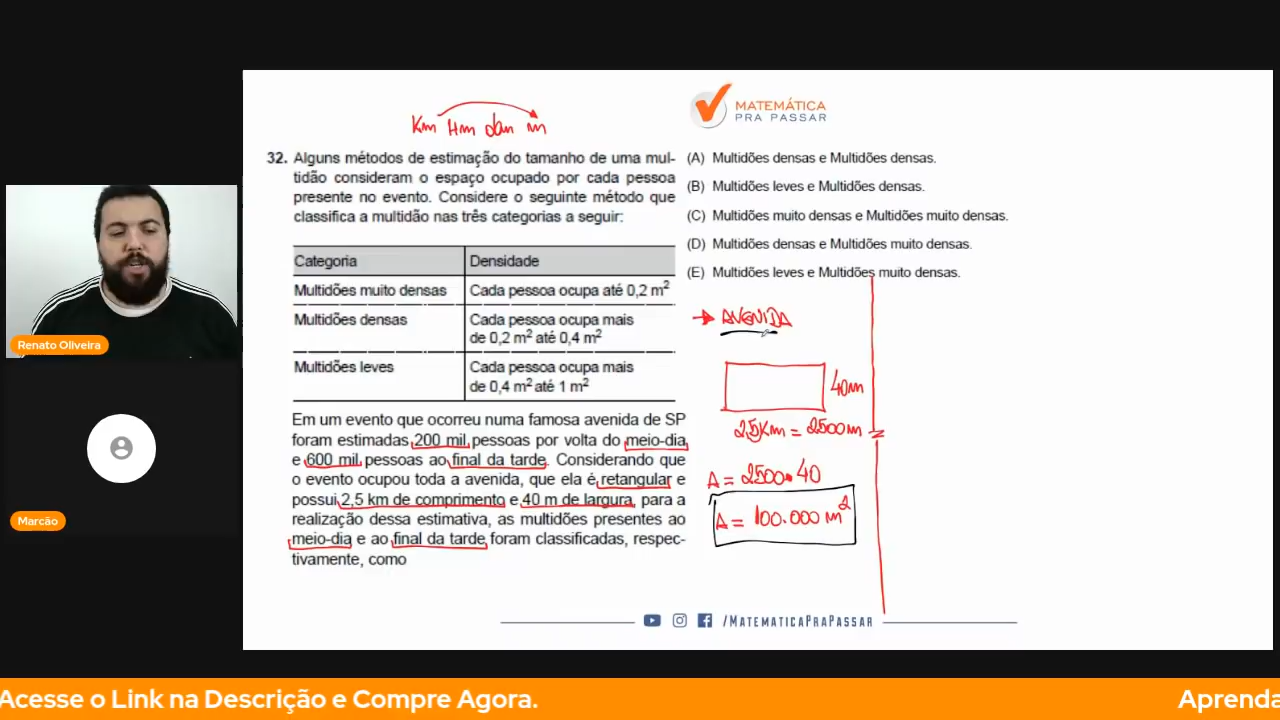 MATEMÁTICA
PRA PASSAR
Km Hm dam m
32. Alguns métodos de estimação do tamanho de uma mul-
tidão consideram o espaço ocupado por cada pessoa
presente no evento. Considere o seguinte método que
classifica a multidão nas três categorias a seguir:
Categoria Densidade
Multidões muito densas Cada pessoa ocupa até 0,2 m²
Multidões densas Cada pessoa ocupa mais
de 0,2 m² até 0,4 m²
Multidões leves Cada pessoa ocupa mais
de 0,4 m² até 1 m²
Em um evento que ocorreu numa famosa avenida de SP
foram estimadas 200 mil pessoas por volta do meio-dia
e 600 mil pessoas ao final da tarde. Considerando que
o evento ocupou toda a avenida, que ela é retangular e
possui 2,5 km de comprimento e 40 m de largura, para a
realização dessa estimativa, as multidões presentes ao
meio-dia e ao final da tarde foram classificadas, respec-
tivamente, como
(A) Multidões densas e Multidões densas.
(B) Multidões leves e Multidões densas.
(C) Multidões muito densas e Multidões muito densas.
(D) Multidões densas e Multidões muito densas.
(E) Multidões leves e Multidões muito densas.
AVENIDA
40m
2,5Km = 2500m
A = 2500•40
A = 100.000 m²
/MATEMATICAPRAPASSAR
Renato Oliveira
Marcão
Acesse o Link na Descrição e Compre Agora. Aprenda